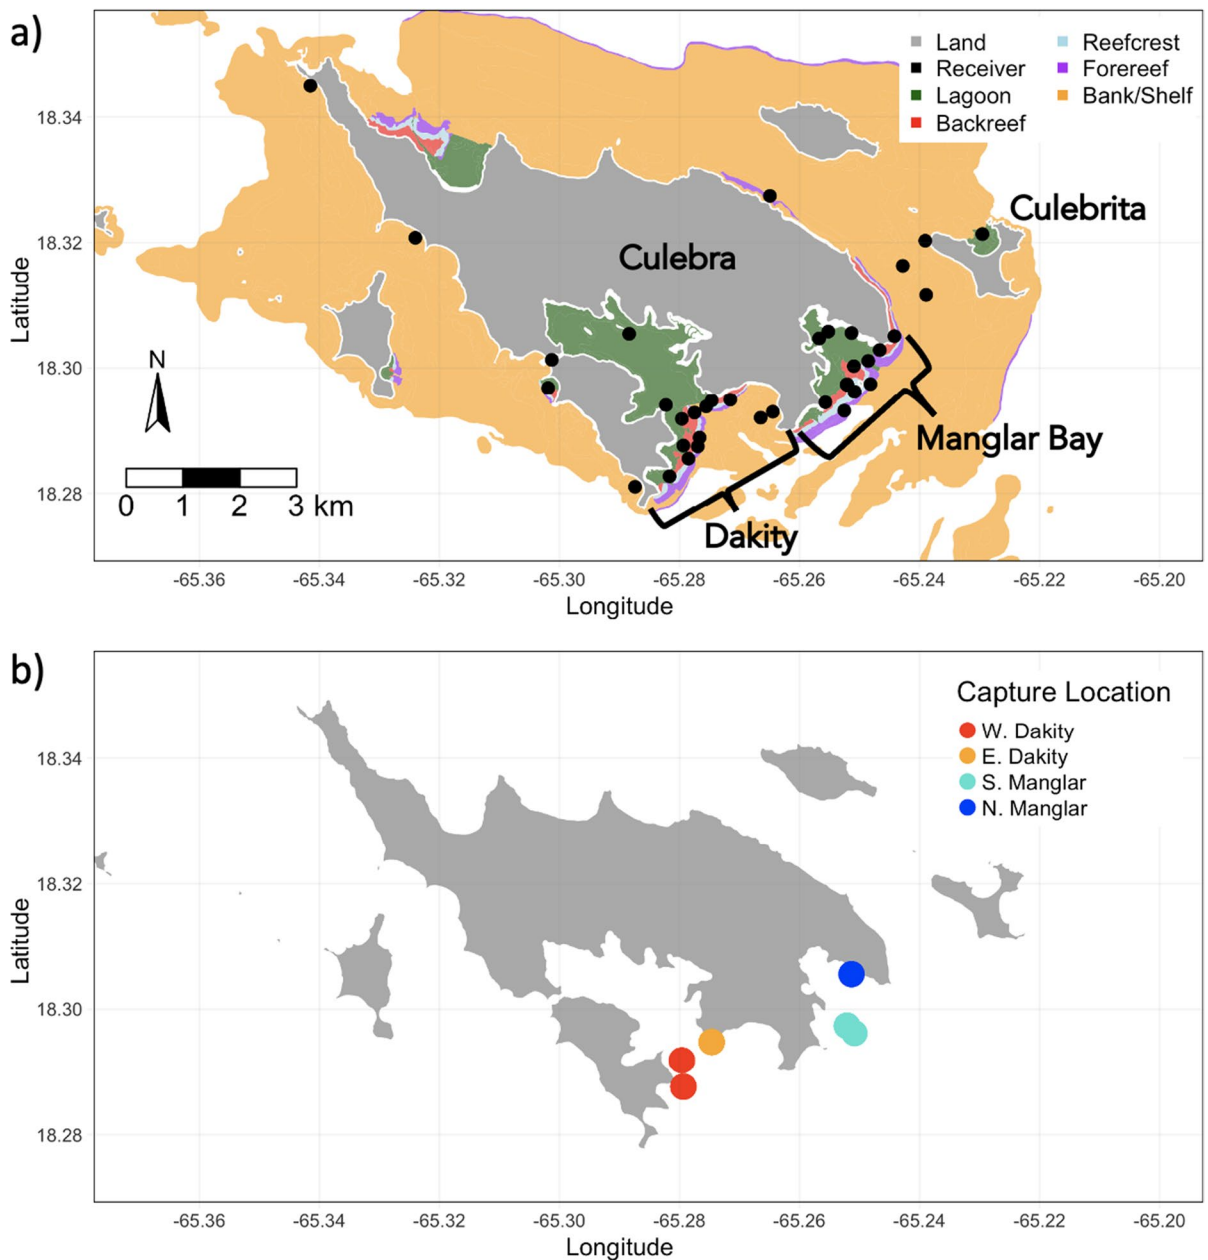 a)
Land
Receiver
Lagoon
Backreef
Reefcrest
Forereef
Bank/Shelf
18.34
18.32
18.30
18.28
Latitude
Culebra
Culebrita
Manglar Bay
Dakity
N
0 1 2 3 km
-65.36 -65.34 -65.32 -65.30 -65.28 -65.26 -65.24 -65.22 -65.20
Longitude
b)
Capture Location
W. Dakity
E. Dakity
S. Manglar
N. Manglar
18.34
18.32
18.30
18.28
Latitude
-65.36 -65.34 -65.32 -65.30 -65.28 -65.26 -65.24 -65.22 -65.20
Longitude